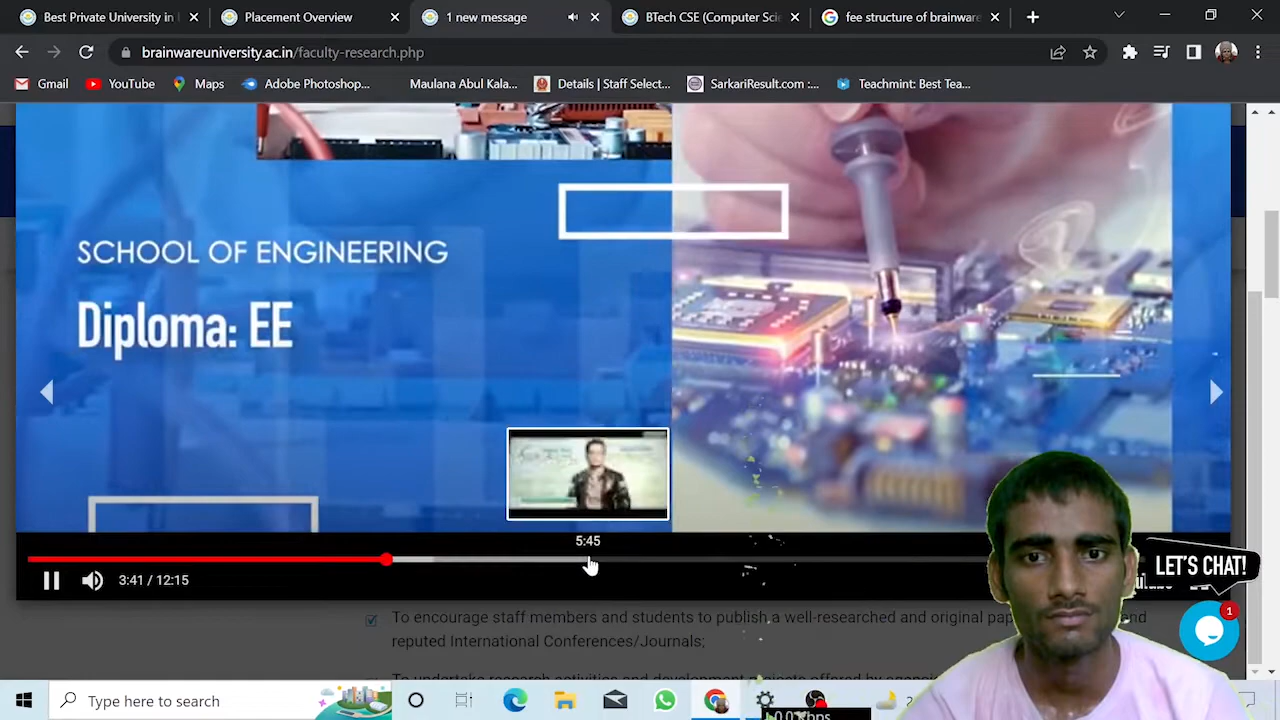 Best Private University in
Placement Overview
1 new message
BTech CSE (Computer Sci
fee structure of brainware
brainwareuniversity.ac.in/faculty-research.php
Gmail
YouTube
Maps
Adobe Photoshop...
Maulana Abul Kala...
Details | Staff Select...
SarkariResult.com :...
Teachmint: Best Tea...
SCHOOL OF ENGINEERING
Diploma: EE
5:45
3:41 / 12:15
LET'S CHAT!
1
To encourage staff members and students to publish a well-researched and original pap
nd
reputed International Conferences/Journals;
Type here to search